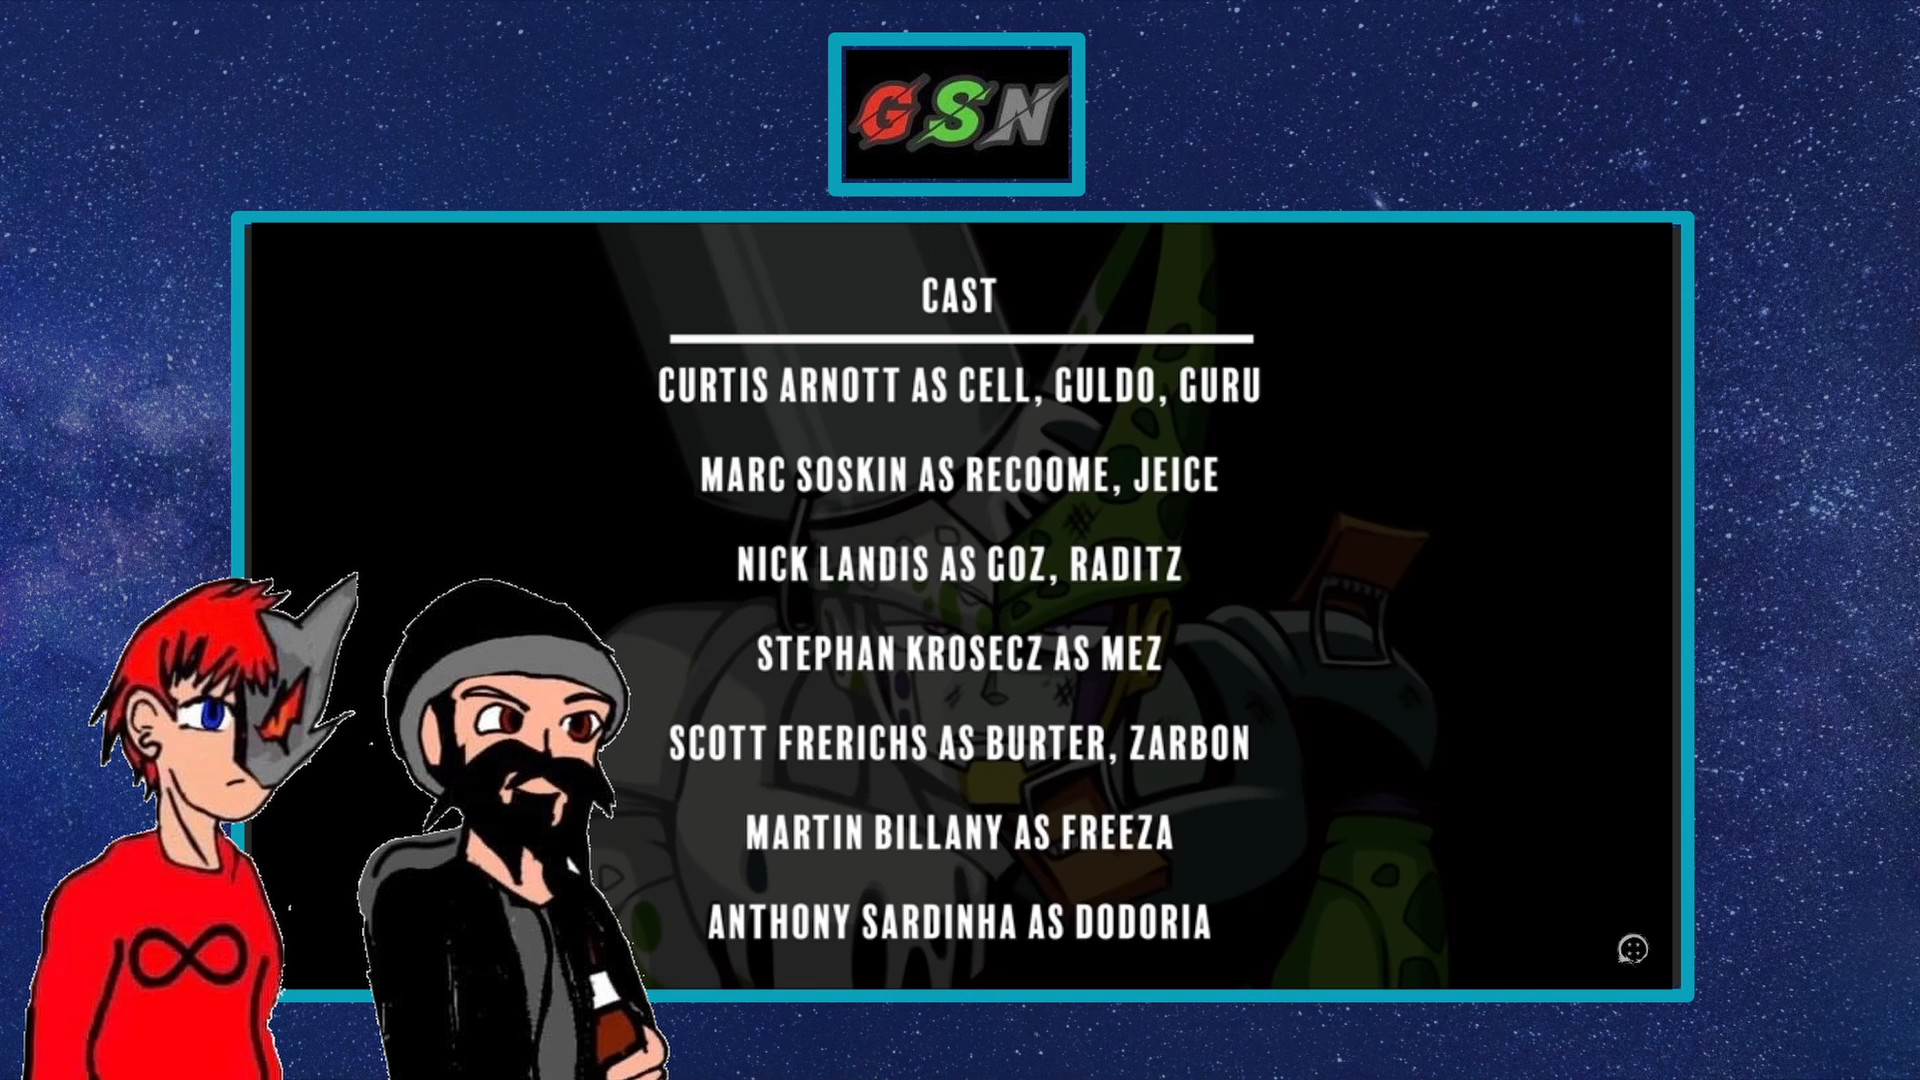 GSN
CAST
CURTIS ARNOTT AS CELL, GULDO, GURU
MARC SOSKIN AS RECOOME, JEICE
NICK LANDIS AS GOZ, RADITZ
STEPHAN KROSECZ AS MEZ
SCOTT FRERICHS AS BURTER, ZARBON
MARTIN BILLANY AS FREEZA
ANTHONY SARDINHA AS DODORIA